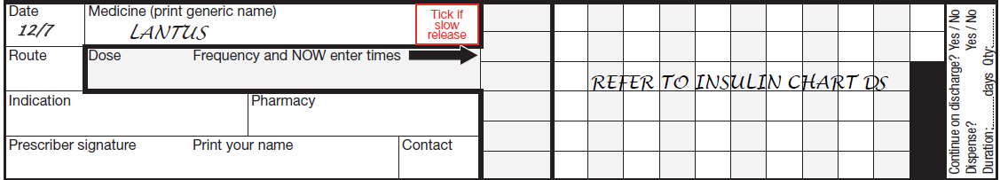 Date
12/7
Medicine (print generic name)
LANTUS
Tick if
slow
release
Route
Dose
Frequency and NOW enter times
REFER TO INSULIN CHART DS
Indication
Pharmacy
Prescriber signature
Print your name
Contact
Continue on discharge? Yes / No
Dispense? Yes / No
Duration:..............days Qty:..............